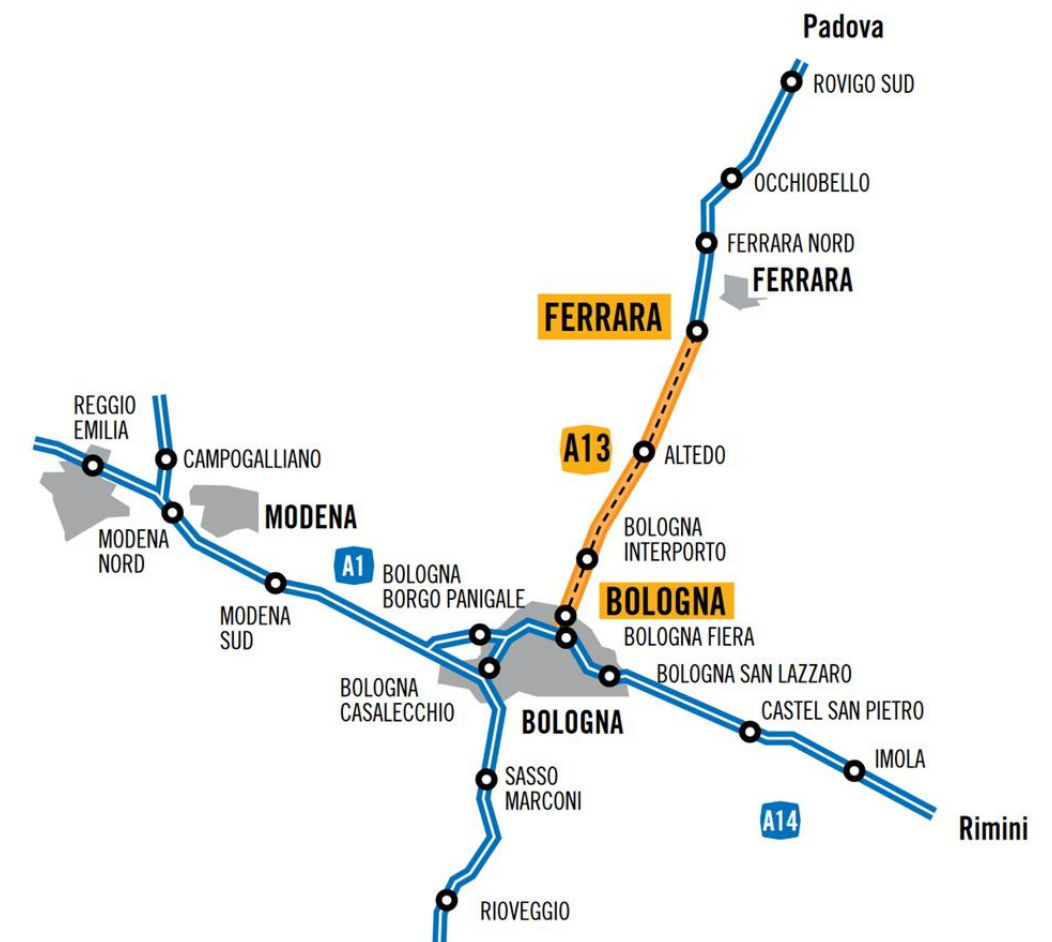 Padova
ROVIGO SUD
OCCHIOBELLO
FERRARA NORD
FERRARA
FERRARA
REGGIO
EMILIA
CAMPOGALLIANO
A13
ALTEDO
MODENA
MODENA
NORD
BOLOGNA
INTERPORTO
A1
BOLOGNA
BORGO PANIGALE
BOLOGNA
MODENA
SUD
BOLOGNA FIERA
BOLOGNA SAN LAZZARO
BOLOGNA
CASALECCHIO
BOLOGNA
CASTEL SAN PIETRO
IMOLA
SASSO
MARCONI
A14
Rimini
RIOVEGGIO